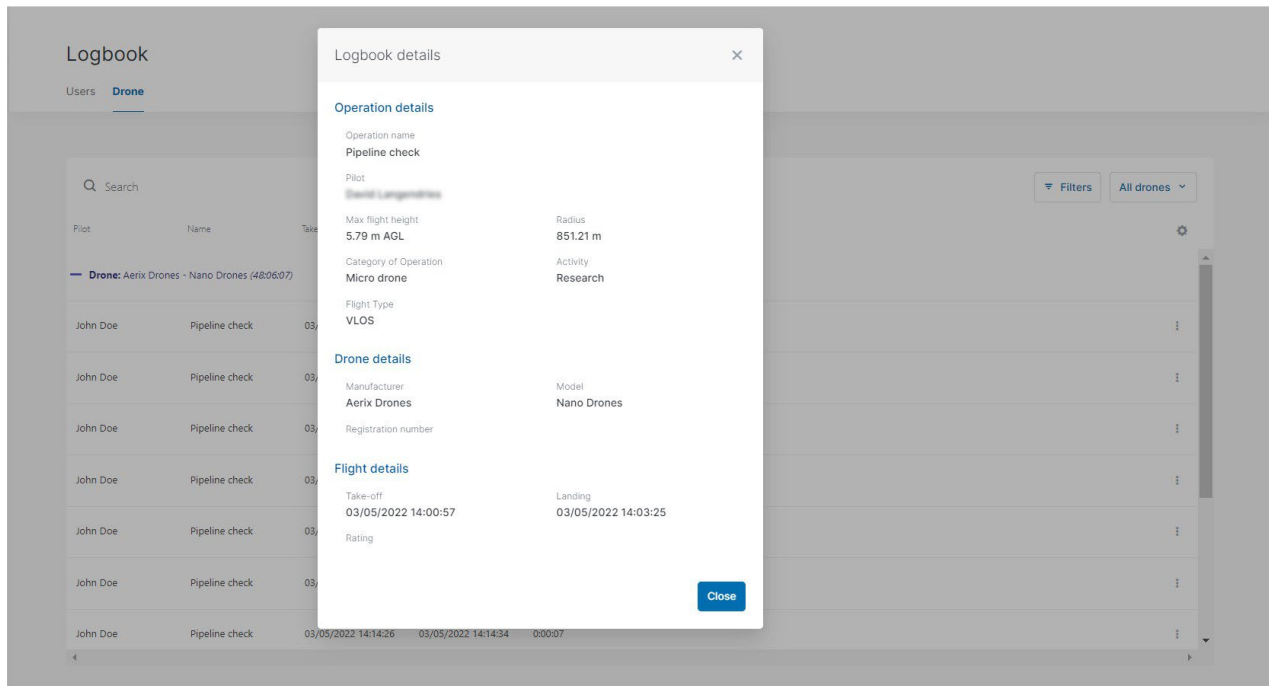 Logbook
Users Drone
Search
Filters All drones
Pilot Name Take
Drone: Aerix Drones - Nano Drones (48:06:07)
John Doe Pipeline check 03/
John Doe Pipeline check 03/
John Doe Pipeline check 03/
John Doe Pipeline check 03/
John Doe Pipeline check 03/
John Doe Pipeline check 03/
John Doe Pipeline check 03/05/2022 14:14:26 03/05/2022 14:14:34 0:00:07
Logbook details
Operation details
Operation name
Pipeline check
Pilot
Max flight height Radius
5.79 m AGL 851.21 m
Category of Operation Activity
Micro drone Research
Flight Type
VLOS
Drone details
Manufacturer Model
Aerix Drones Nano Drones
Registration number
Flight details
Take-off Landing
03/05/2022 14:00:57 03/05/2022 14:03:25
Rating
Close